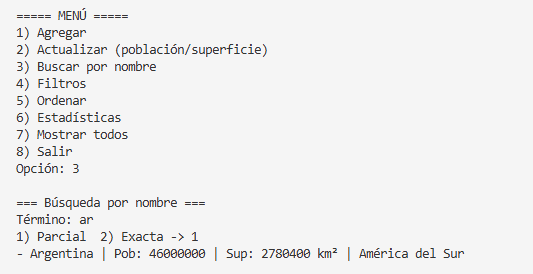 ===== MENÚ =====
1) Agregar
2) Actualizar (población/superficie)
3) Buscar por nombre
4) Filtros
5) Ordenar
6) Estadísticas
7) Mostrar todos
8) Salir
Opción: 3

=== Búsqueda por nombre ===
Término: ar
1) Parcial  2) Exacta -> 1
- Argentina | Pob: 46000000 | Sup: 2780400 km² | América del Sur